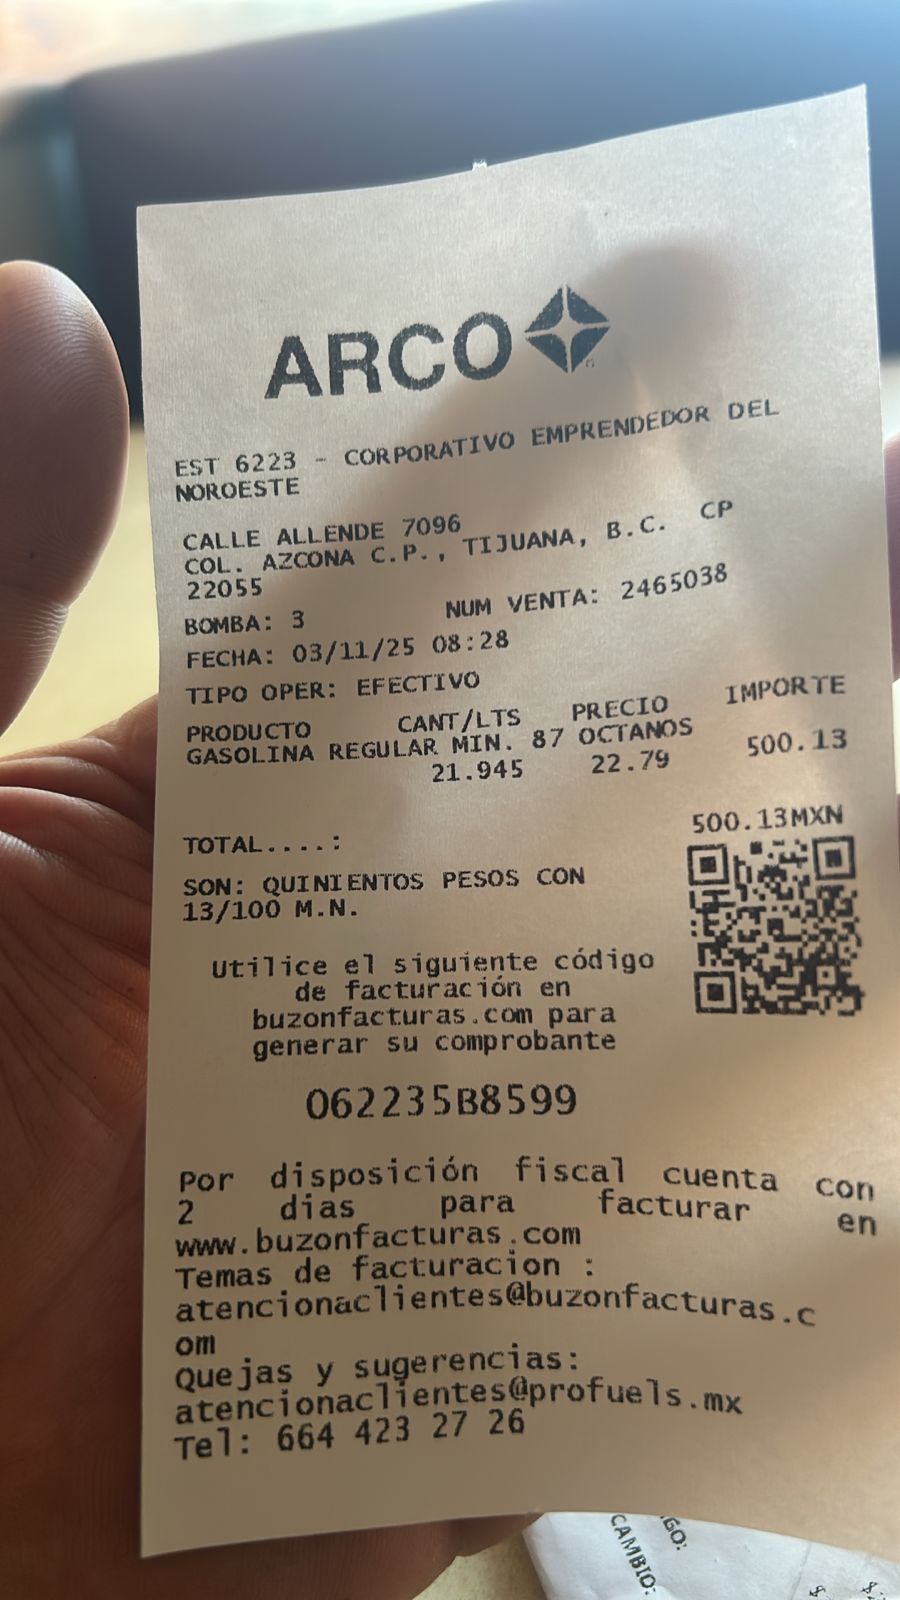 ARCO
EST 6223 - CORPORATIVO EMPRENDEDOR DEL
NOROESTE
CALLE ALLENDE 7096
COL. AZCONA C.P., TIJUANA, B.C. CP
22055
BOMBA: 3 NUM VENTA: 2465038
FECHA: 03/11/25 08:28
TIPO OPER: EFECTIVO
PRODUCTO CANT/LTS PRECIO IMPORTE
GASOLINA REGULAR MIN. 87 OCTANOS
21.945 22.79 500.13
TOTAL....: 500.13MXN
SON: QUINIENTOS PESOS CON
13/100 M.N.
Utilice el siguiente código
de facturación en
buzonfacturas.com para
generar su comprobante
062235B8599
Por disposición fiscal cuenta con
2 dias para facturar en
www.buzonfacturas.com
Temas de facturacion :
atencionaclientes@buzonfacturas.c
om
Quejas y sugerencias:
atencionaclientes@profuels.mx
Tel: 664 423 27 26
GO:
CAMBIO: